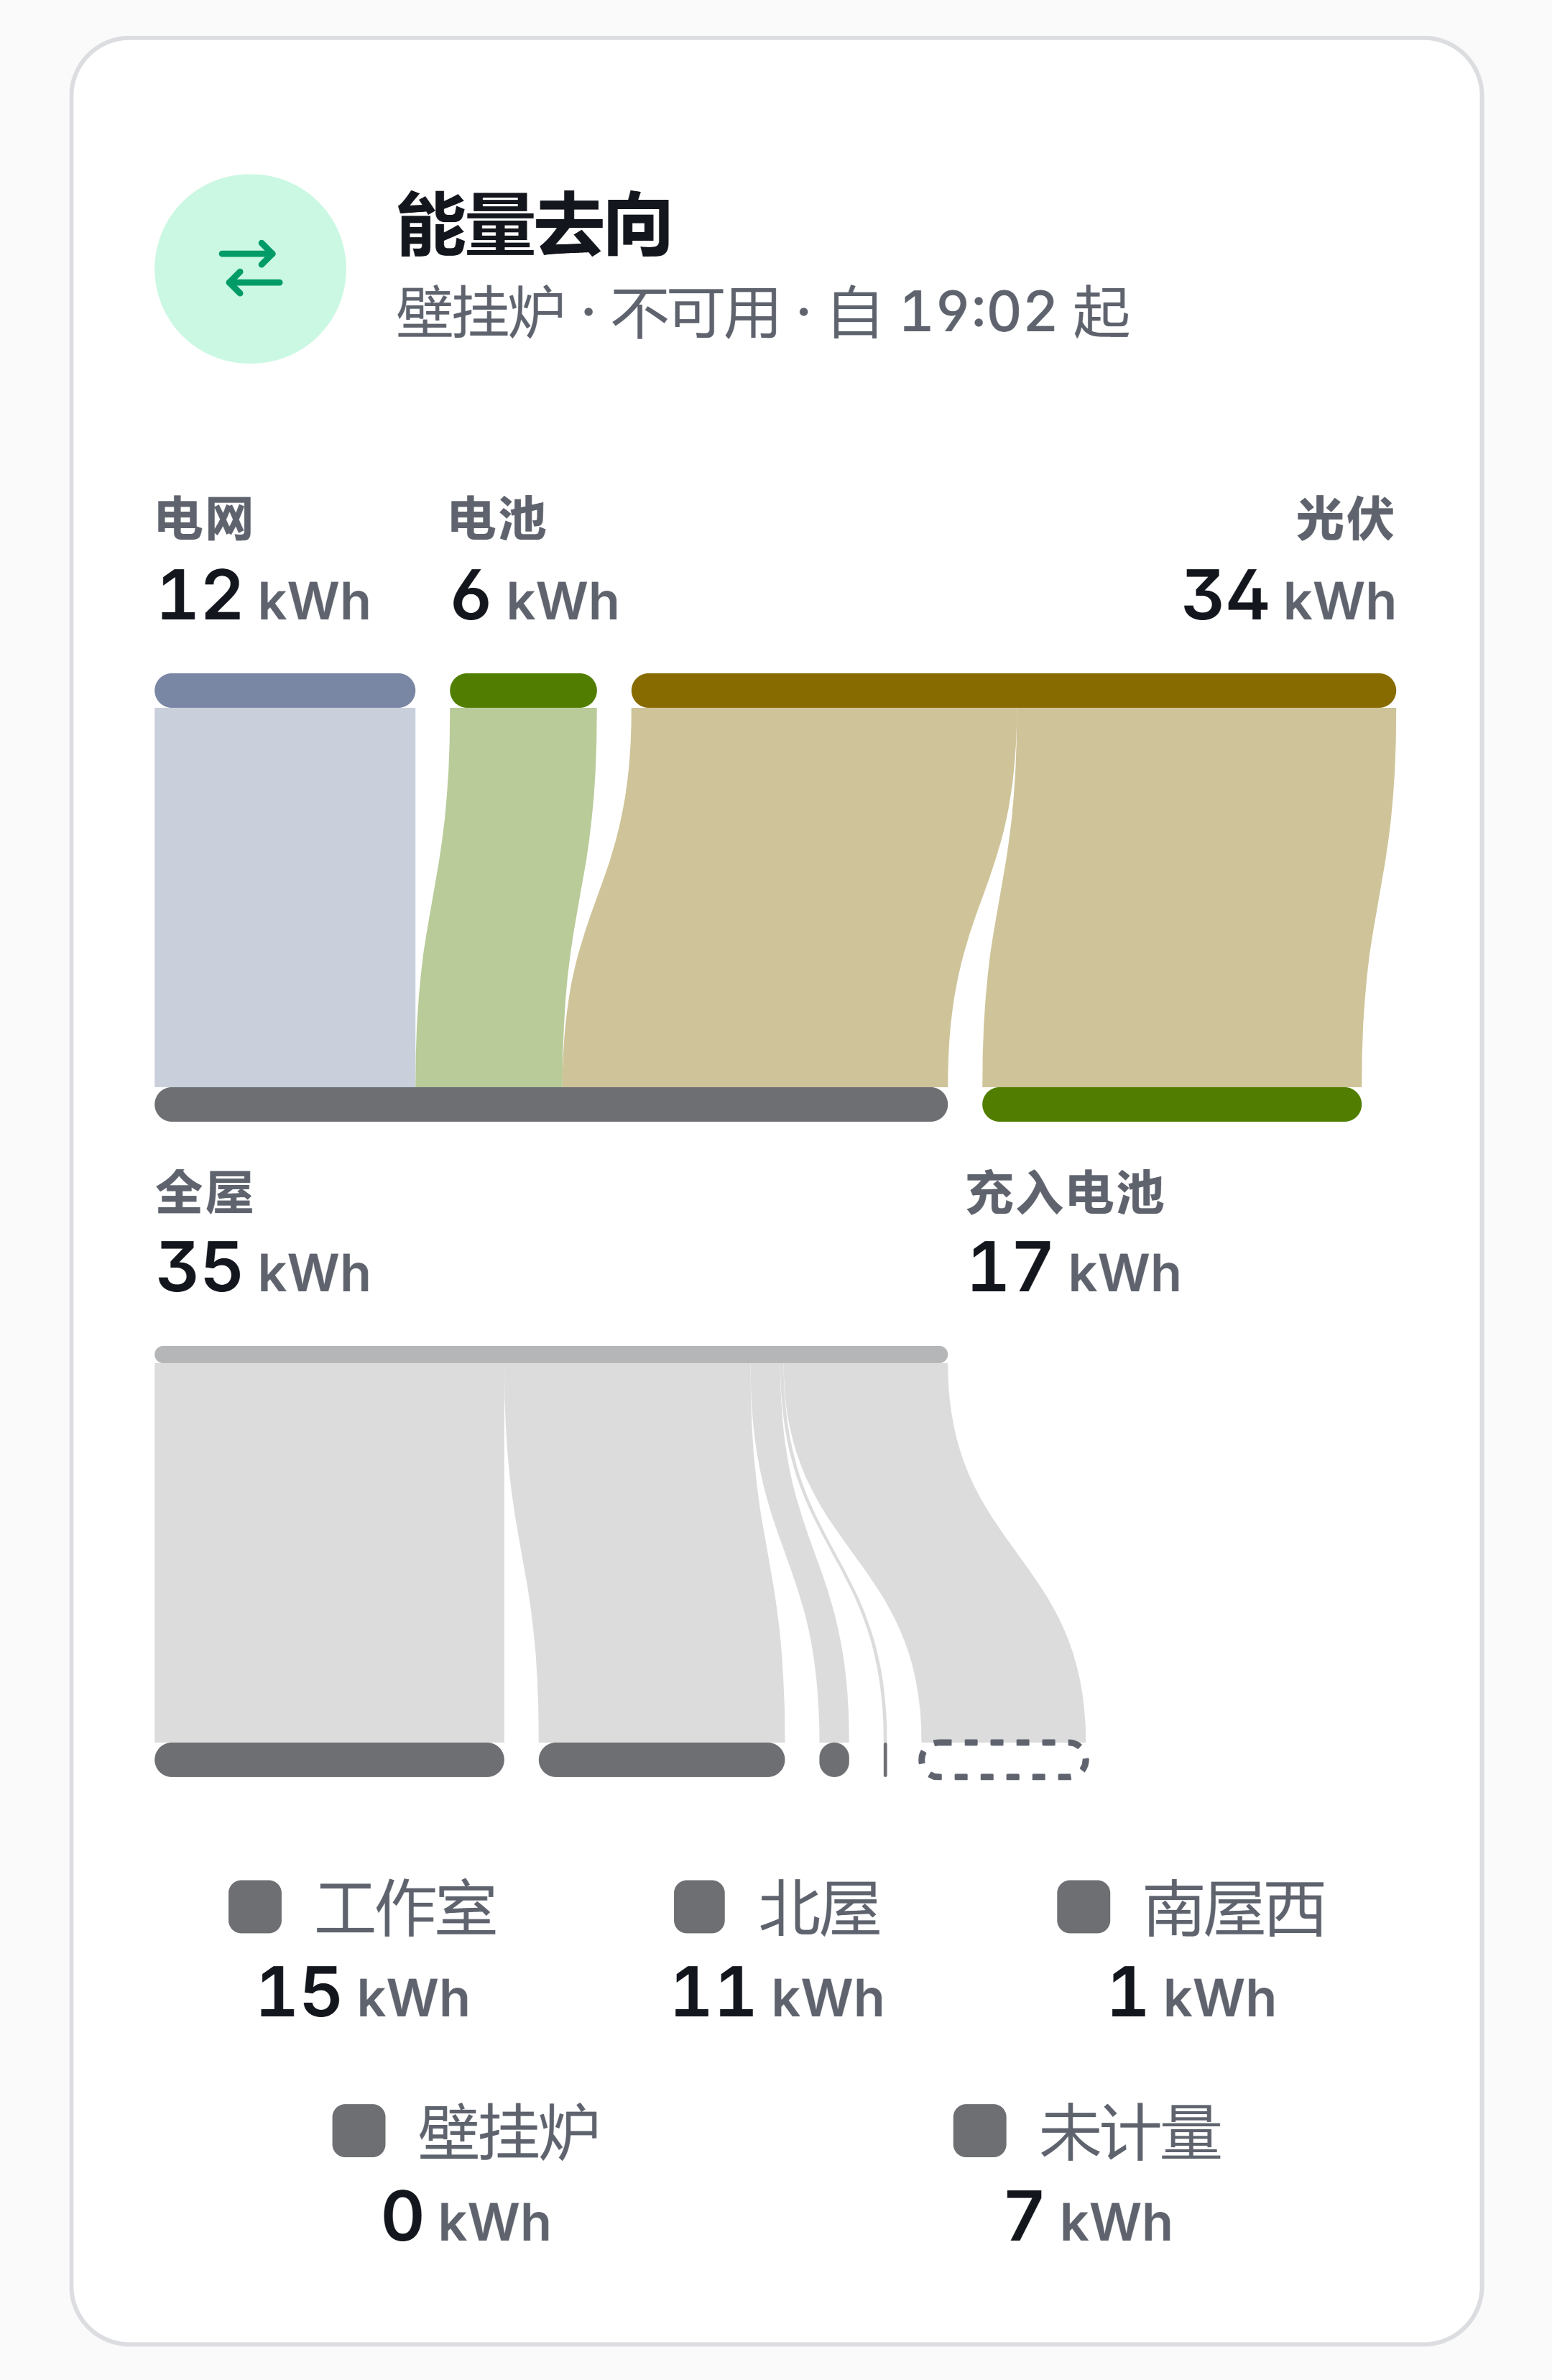 能量去向
壁挂炉 · 不可用 · 自 19:02 起
电网 电池 光伏
12 kWh 6 kWh 34 kWh
全屋 充入电池
35 kWh 17 kWh
工作室 北屋 南屋西
15 kWh 11 kWh 1 kWh
壁挂炉 未计量
0 kWh 7 kWh